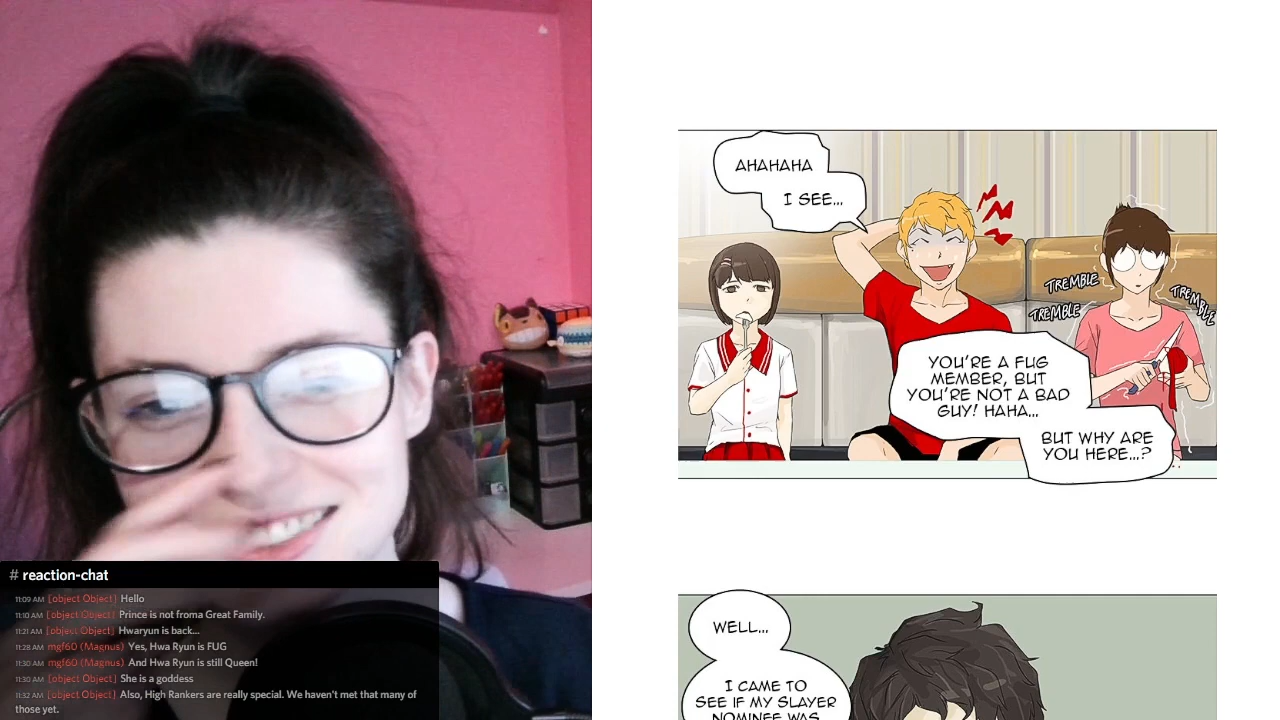 # reaction-chat
11:09 AM [object Object] Hello
11:10 AM [object Object] Prince is not froma Great Family.
11:21 AM [object Object] Hwaryun is back...
11:28 AM mgf60 (Magnus) Yes, Hwa Ryun is FUG
11:30 AM mgf60 (Magnus) And Hwa Ryun is still Queen!
11:30 AM [object Object] She is a goddess
11:32 AM [object Object] Also, High Rankers are really special. We haven't met that many of
those yet.
AHAHAHA
I SEE...
TREMBLE
TREMBLE
TREMBLE
YOU'RE A FUG
MEMBER, BUT
YOU'RE NOT A BAD
GUY! HAHA...
BUT WHY ARE
YOU HERE...?
WELL...
I CAME TO
SEE IF MY SLAYER
NOMINEE WAS